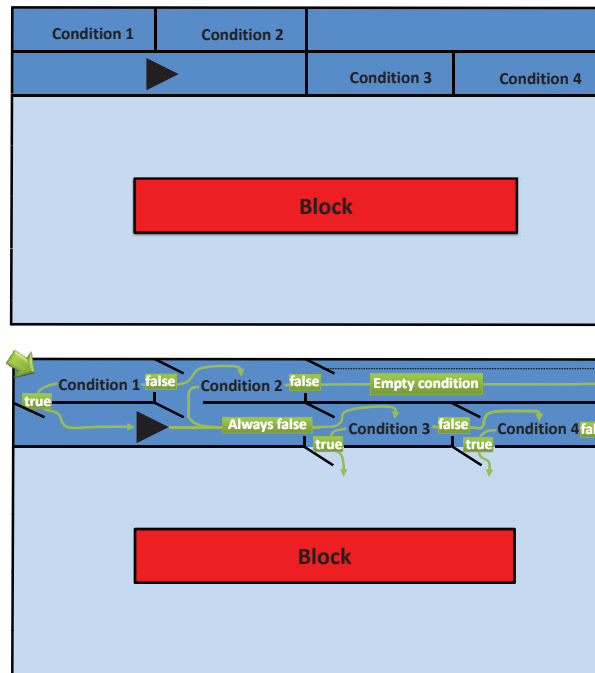 Condition 1 Condition 2
Condition 3 Condition 4
Block
Condition 1 false Condition 2 false Empty condition
true
Always false Condition 3 false Condition 4
true true
Block